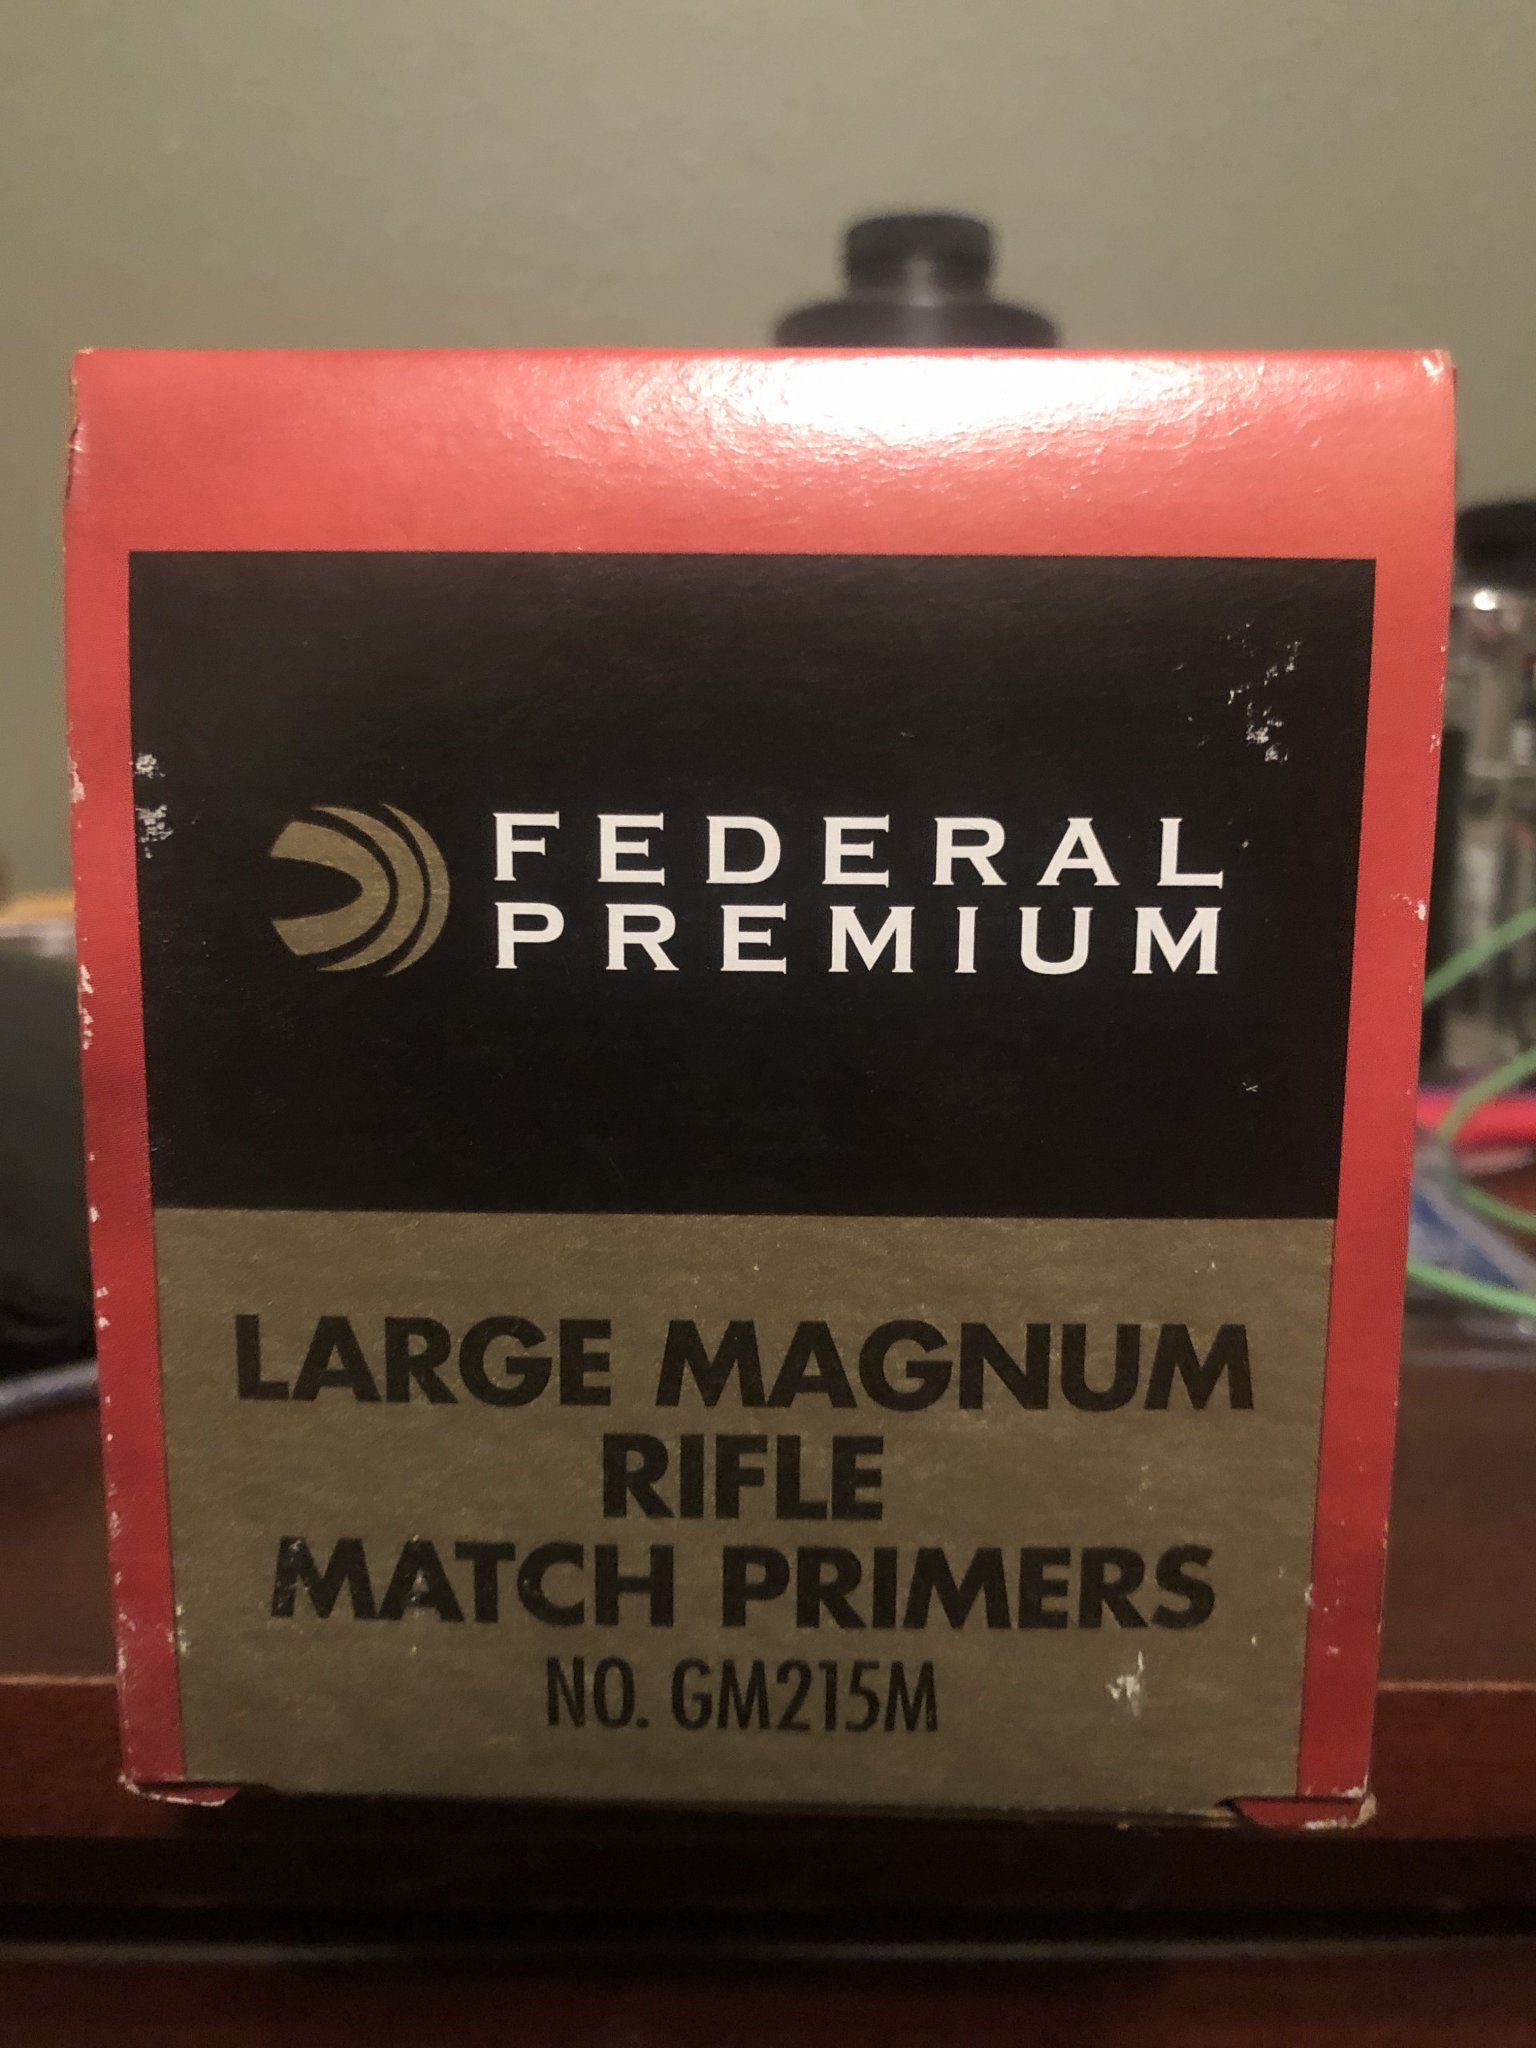 FEDERAL
PREMIUM
LARGE MAGNUM
RIFLE
MATCH PRIMERS
NO. GM215M